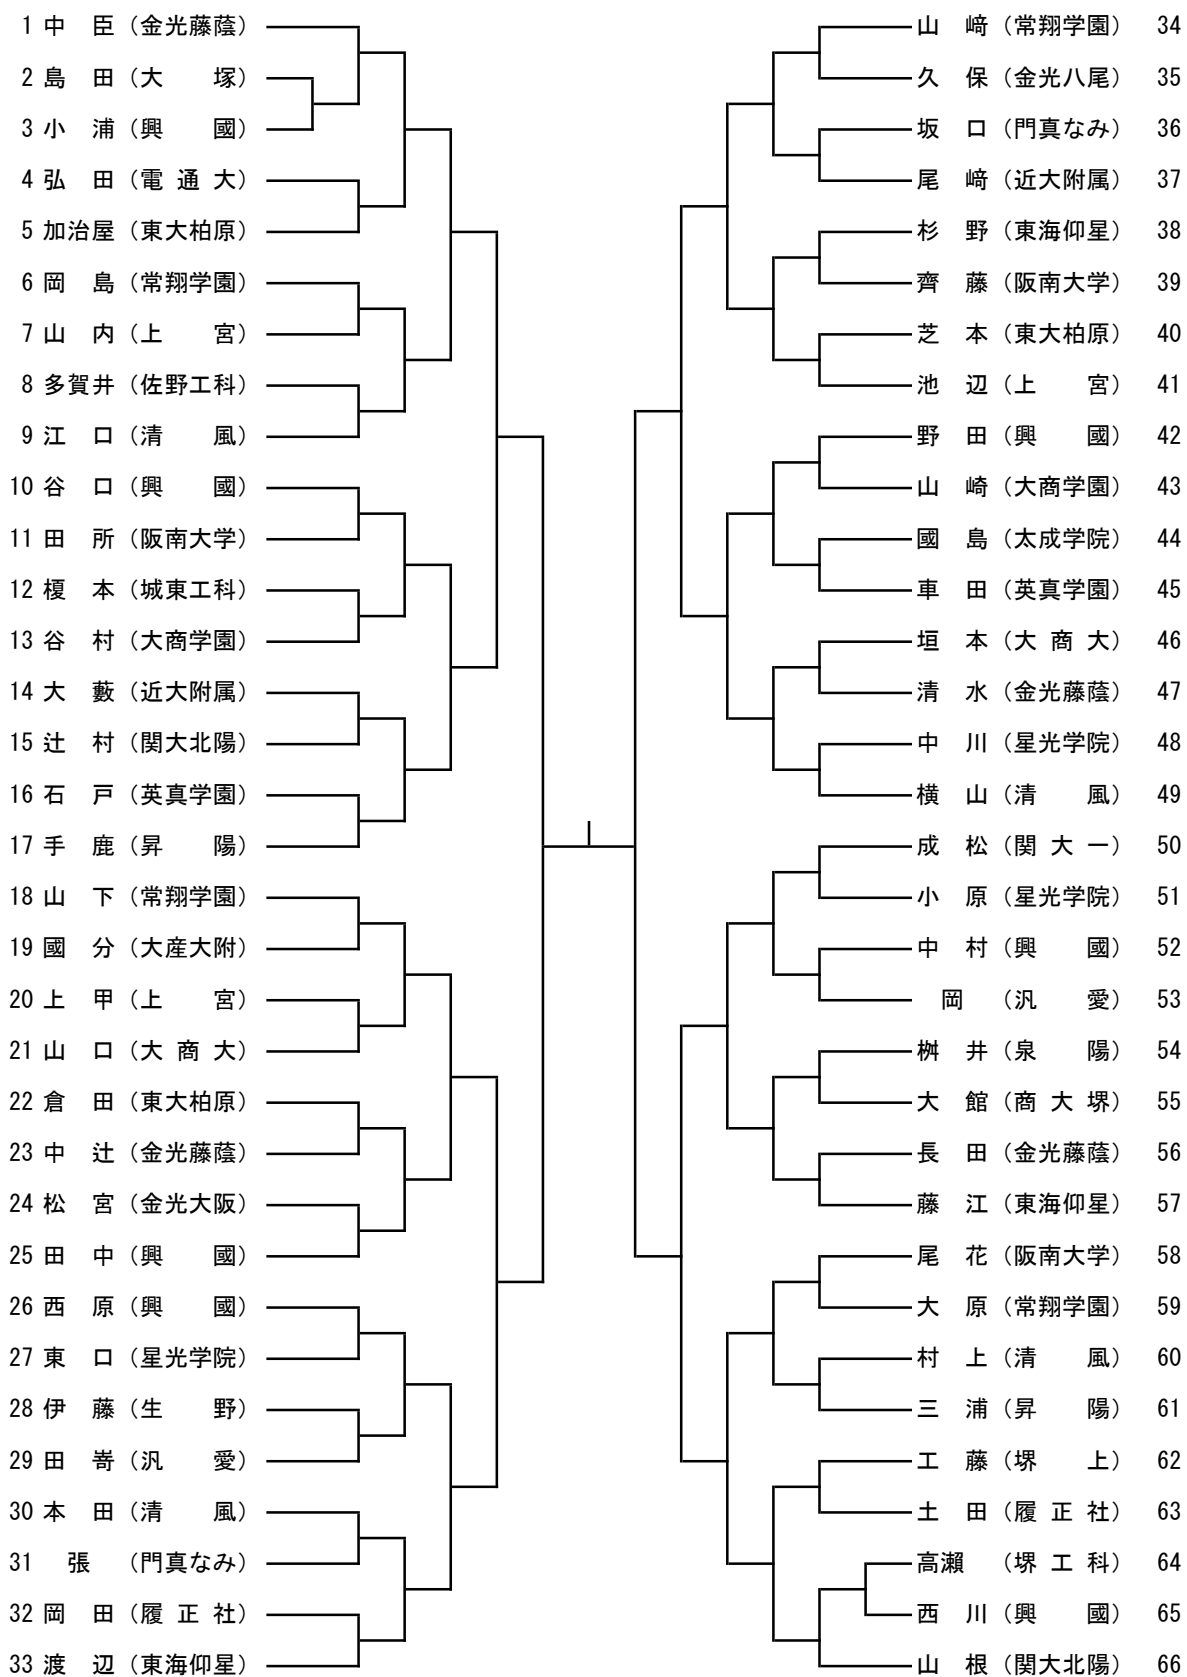 1 中 臣 （金光藤蔭）
2 島 田 （大 塚）
3 小 浦 （興 國）
4 弘 田 （電 通 大）
5 加治屋 （東大柏原）
6 岡 島 （常翔学園）
7 山 内 （上 宮）
8 多賀井 （佐野工科）
9 江 口 （清 風）
10 谷 口 （興 國）
11 田 所 （阪南大学）
12 榎 本 （城東工科）
13 谷 村 （大商学園）
14 大 藪 （近大附属）
15 辻 村 （関大北陽）
16 石 戸 （英真学園）
17 手 鹿 （昇 陽）
18 山 下 （常翔学園）
19 國 分 （大産大附）
20 上 甲 （上 宮）
21 山 口 （大 商 大）
22 倉 田 （東大柏原）
23 中 辻 （金光藤蔭）
24 松 宮 （金光大阪）
25 田 中 （興 國）
26 西 原 （興 國）
27 東 口 （星光学院）
28 伊 藤 （生 野）
29 田 嵜 （汎 愛）
30 本 田 （清 風）
31 張 （門真なみ）
32 岡 田 （履 正 社）
33 渡 辺 （東海仰星）
山 﨑 （常翔学園） 34
久 保 （金光八尾） 35
坂 口 （門真なみ） 36
尾 﨑 （近大附属） 37
杉 野 （東海仰星） 38
齊 藤 （阪南大学） 39
芝 本 （東大柏原） 40
池 辺 （上 宮） 41
野 田 （興 國） 42
山 崎 （大商学園） 43
國 島 （太成学院） 44
車 田 （英真学園） 45
垣 本 （大 商 大） 46
清 水 （金光藤蔭） 47
中 川 （星光学院） 48
横 山 （清 風） 49
成 松 （関 大 一） 50
小 原 （星光学院） 51
中 村 （興 國） 52
岡 （汎 愛） 53
桝 井 （泉 陽） 54
大 館 （商 大 堺） 55
長 田 （金光藤蔭） 56
藤 江 （東海仰星） 57
尾 花 （阪南大学） 58
大 原 （常翔学園） 59
村 上 （清 風） 60
三 浦 （昇 陽） 61
工 藤 （堺 上） 62
土 田 （履 正 社） 63
高瀬 （堺 工 科） 64
西 川 （興 國） 65
山 根 （関大北陽） 66